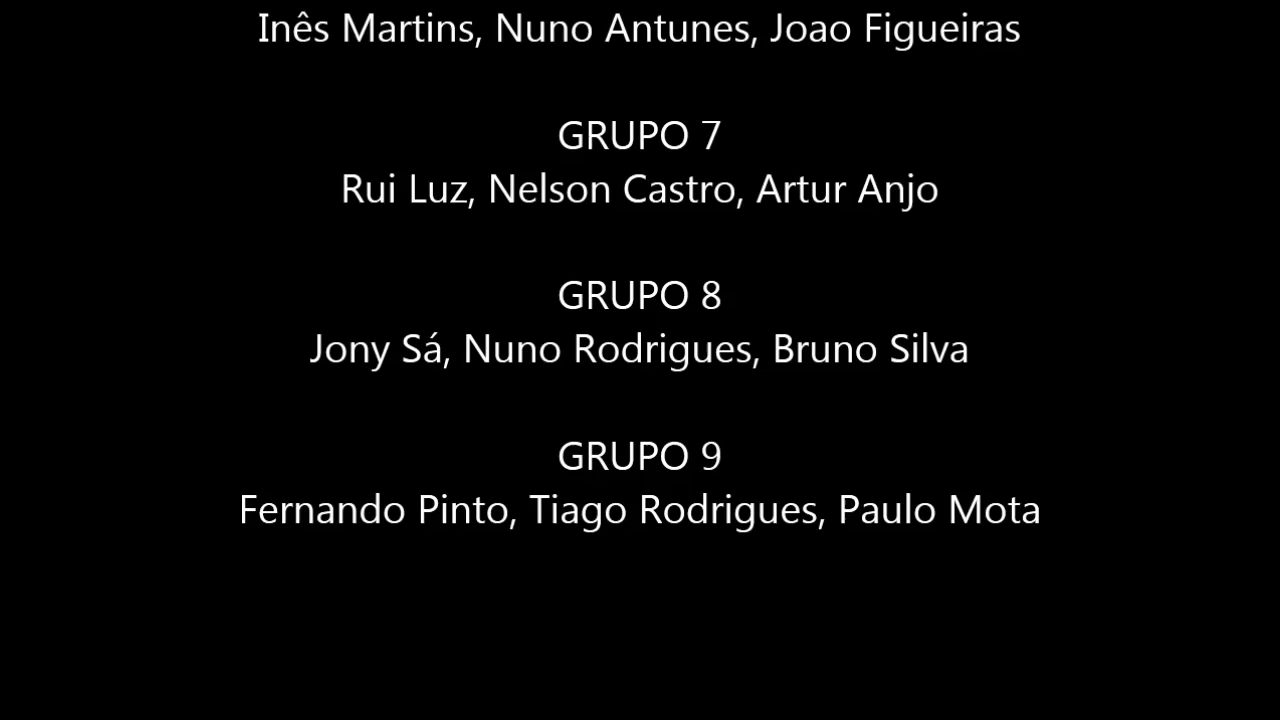 Inês Martins, Nuno Antunes, Joao Figueiras
GRUPO 7
Rui Luz, Nelson Castro, Artur Anjo
GRUPO 8
Jony Sá, Nuno Rodrigues, Bruno Silva
GRUPO 9
Fernando Pinto, Tiago Rodrigues, Paulo Mota